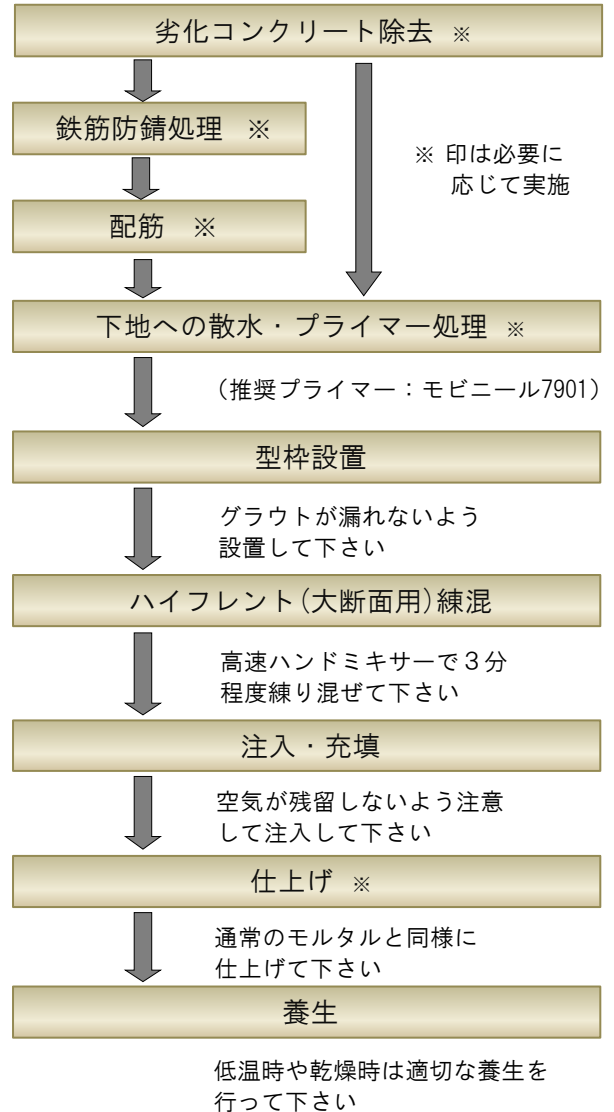 劣化コンクリート除去 ※
鉄筋防錆処理 ※
※ 印は必要に
応じて実施
配筋 ※
下地への散水・プライマー処理 ※
(推奨プライマー：モビニール7901)
型枠設置
グラウトが漏れないよう
設置して下さい
ハイフレント(大断面用)練混
高速ハンドミキサーで３分
程度練り混ぜて下さい
注入・充填
空気が残留しないよう注意
して注入して下さい
仕上げ ※
通常のモルタルと同様に
仕上げて下さい
養生
低温時や乾燥時は適切な養生を
行って下さい